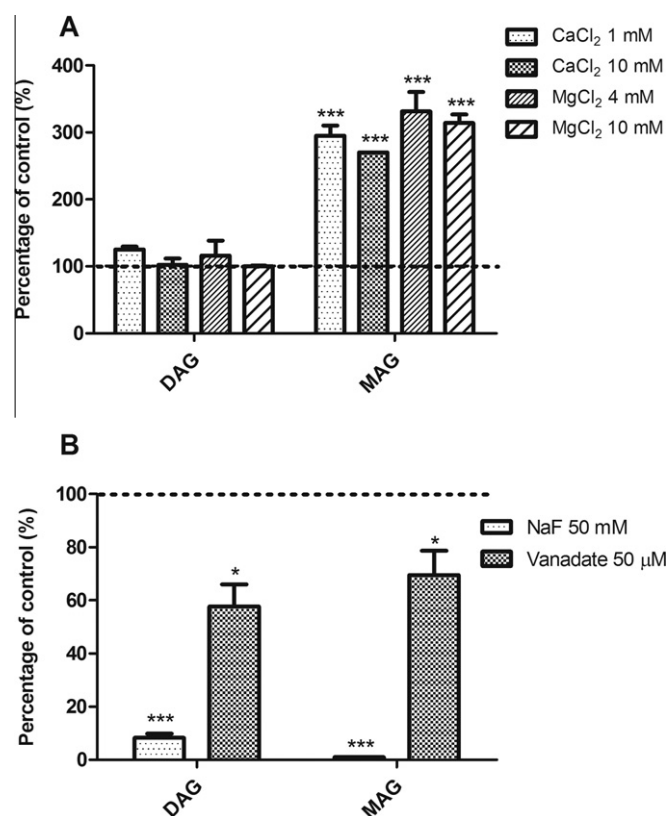 A
CaCl₂ 1 mM
CaCl₂ 10 mM
MgCl₂ 4 mM
MgCl₂ 10 mM
Percentage of control (%)
400
300
200
100
0
***
***
***
***
DAG
MAG
B
NaF 50 mM
Vanadate 50 μM
Percentage of control (%)
100
80
60
40
20
0
***
*
***
*
DAG
MAG